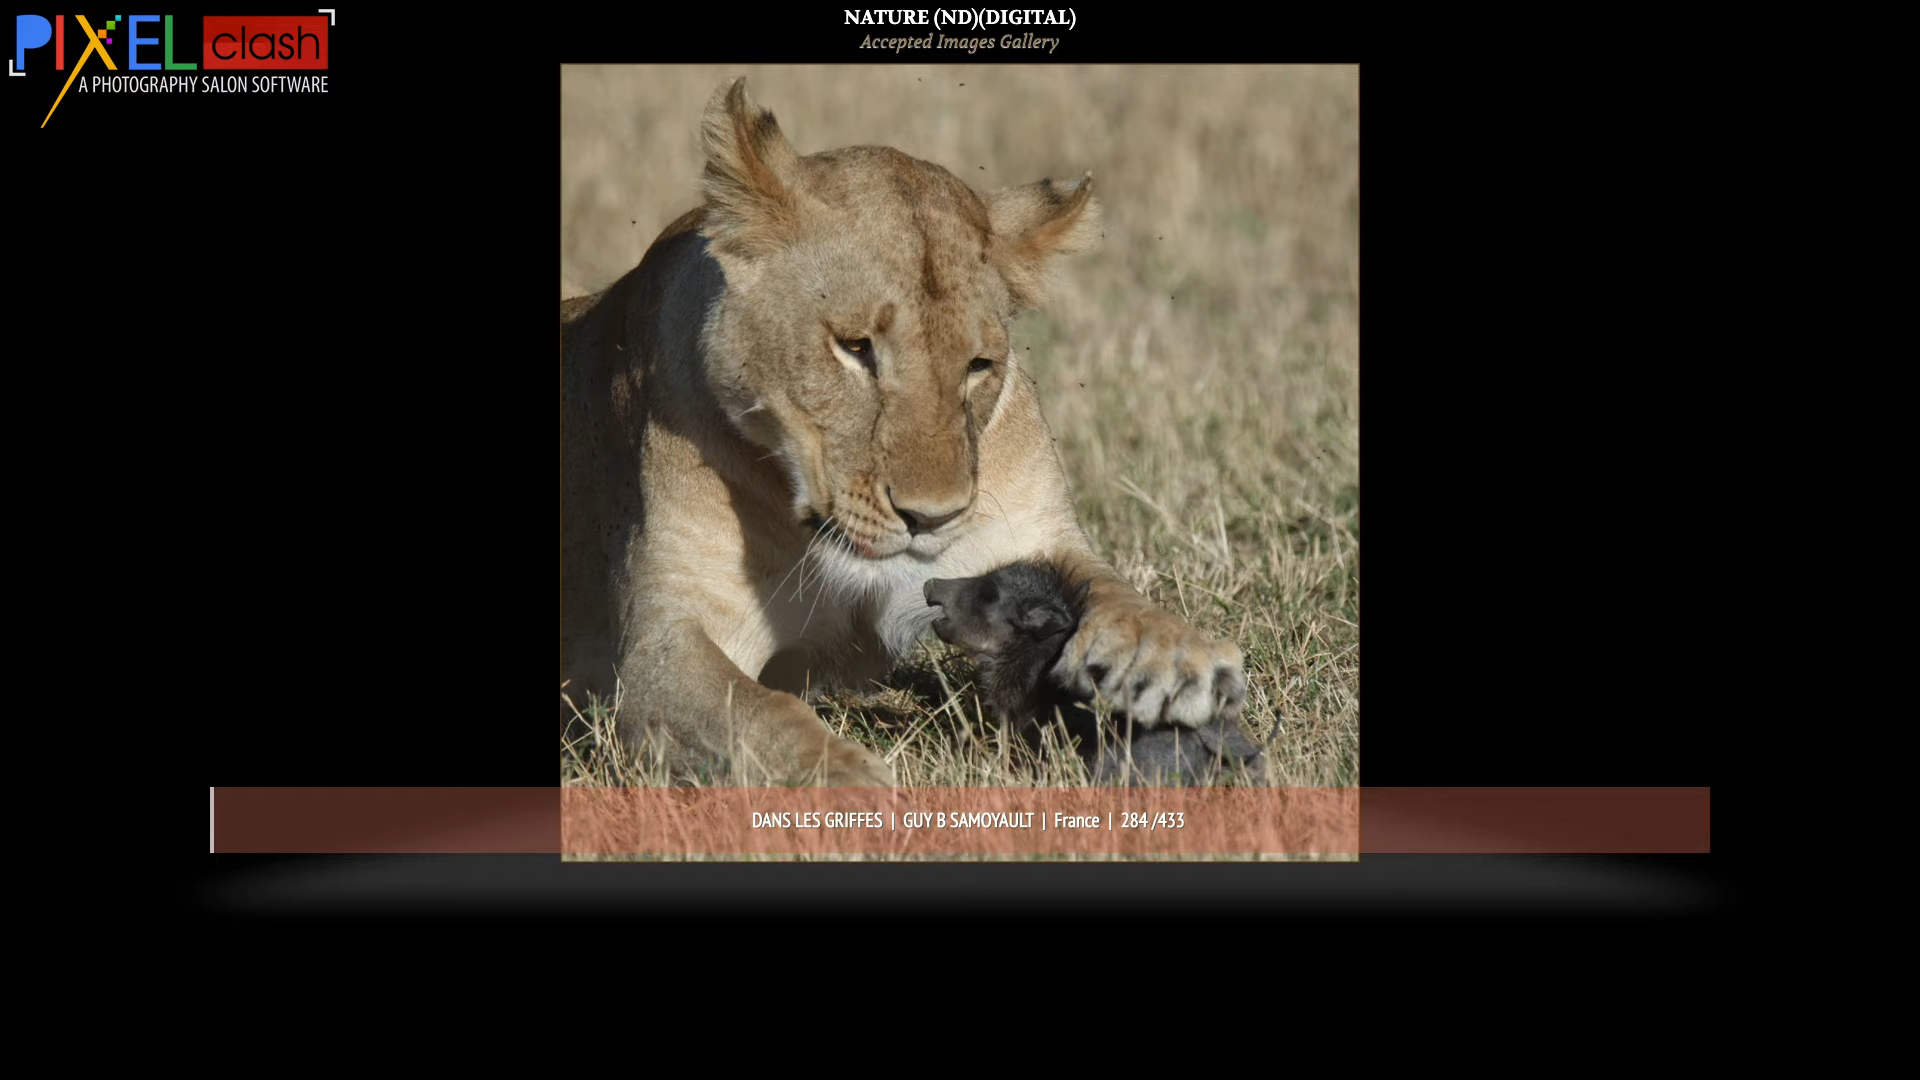 PIXEL clash
A PHOTOGRAPHY SALON SOFTWARE
NATURE (ND)(DIGITAL)
Accepted Images Gallery
DANS LES GRIFFES | GUY B SAMOYAULT | France | 284 /433